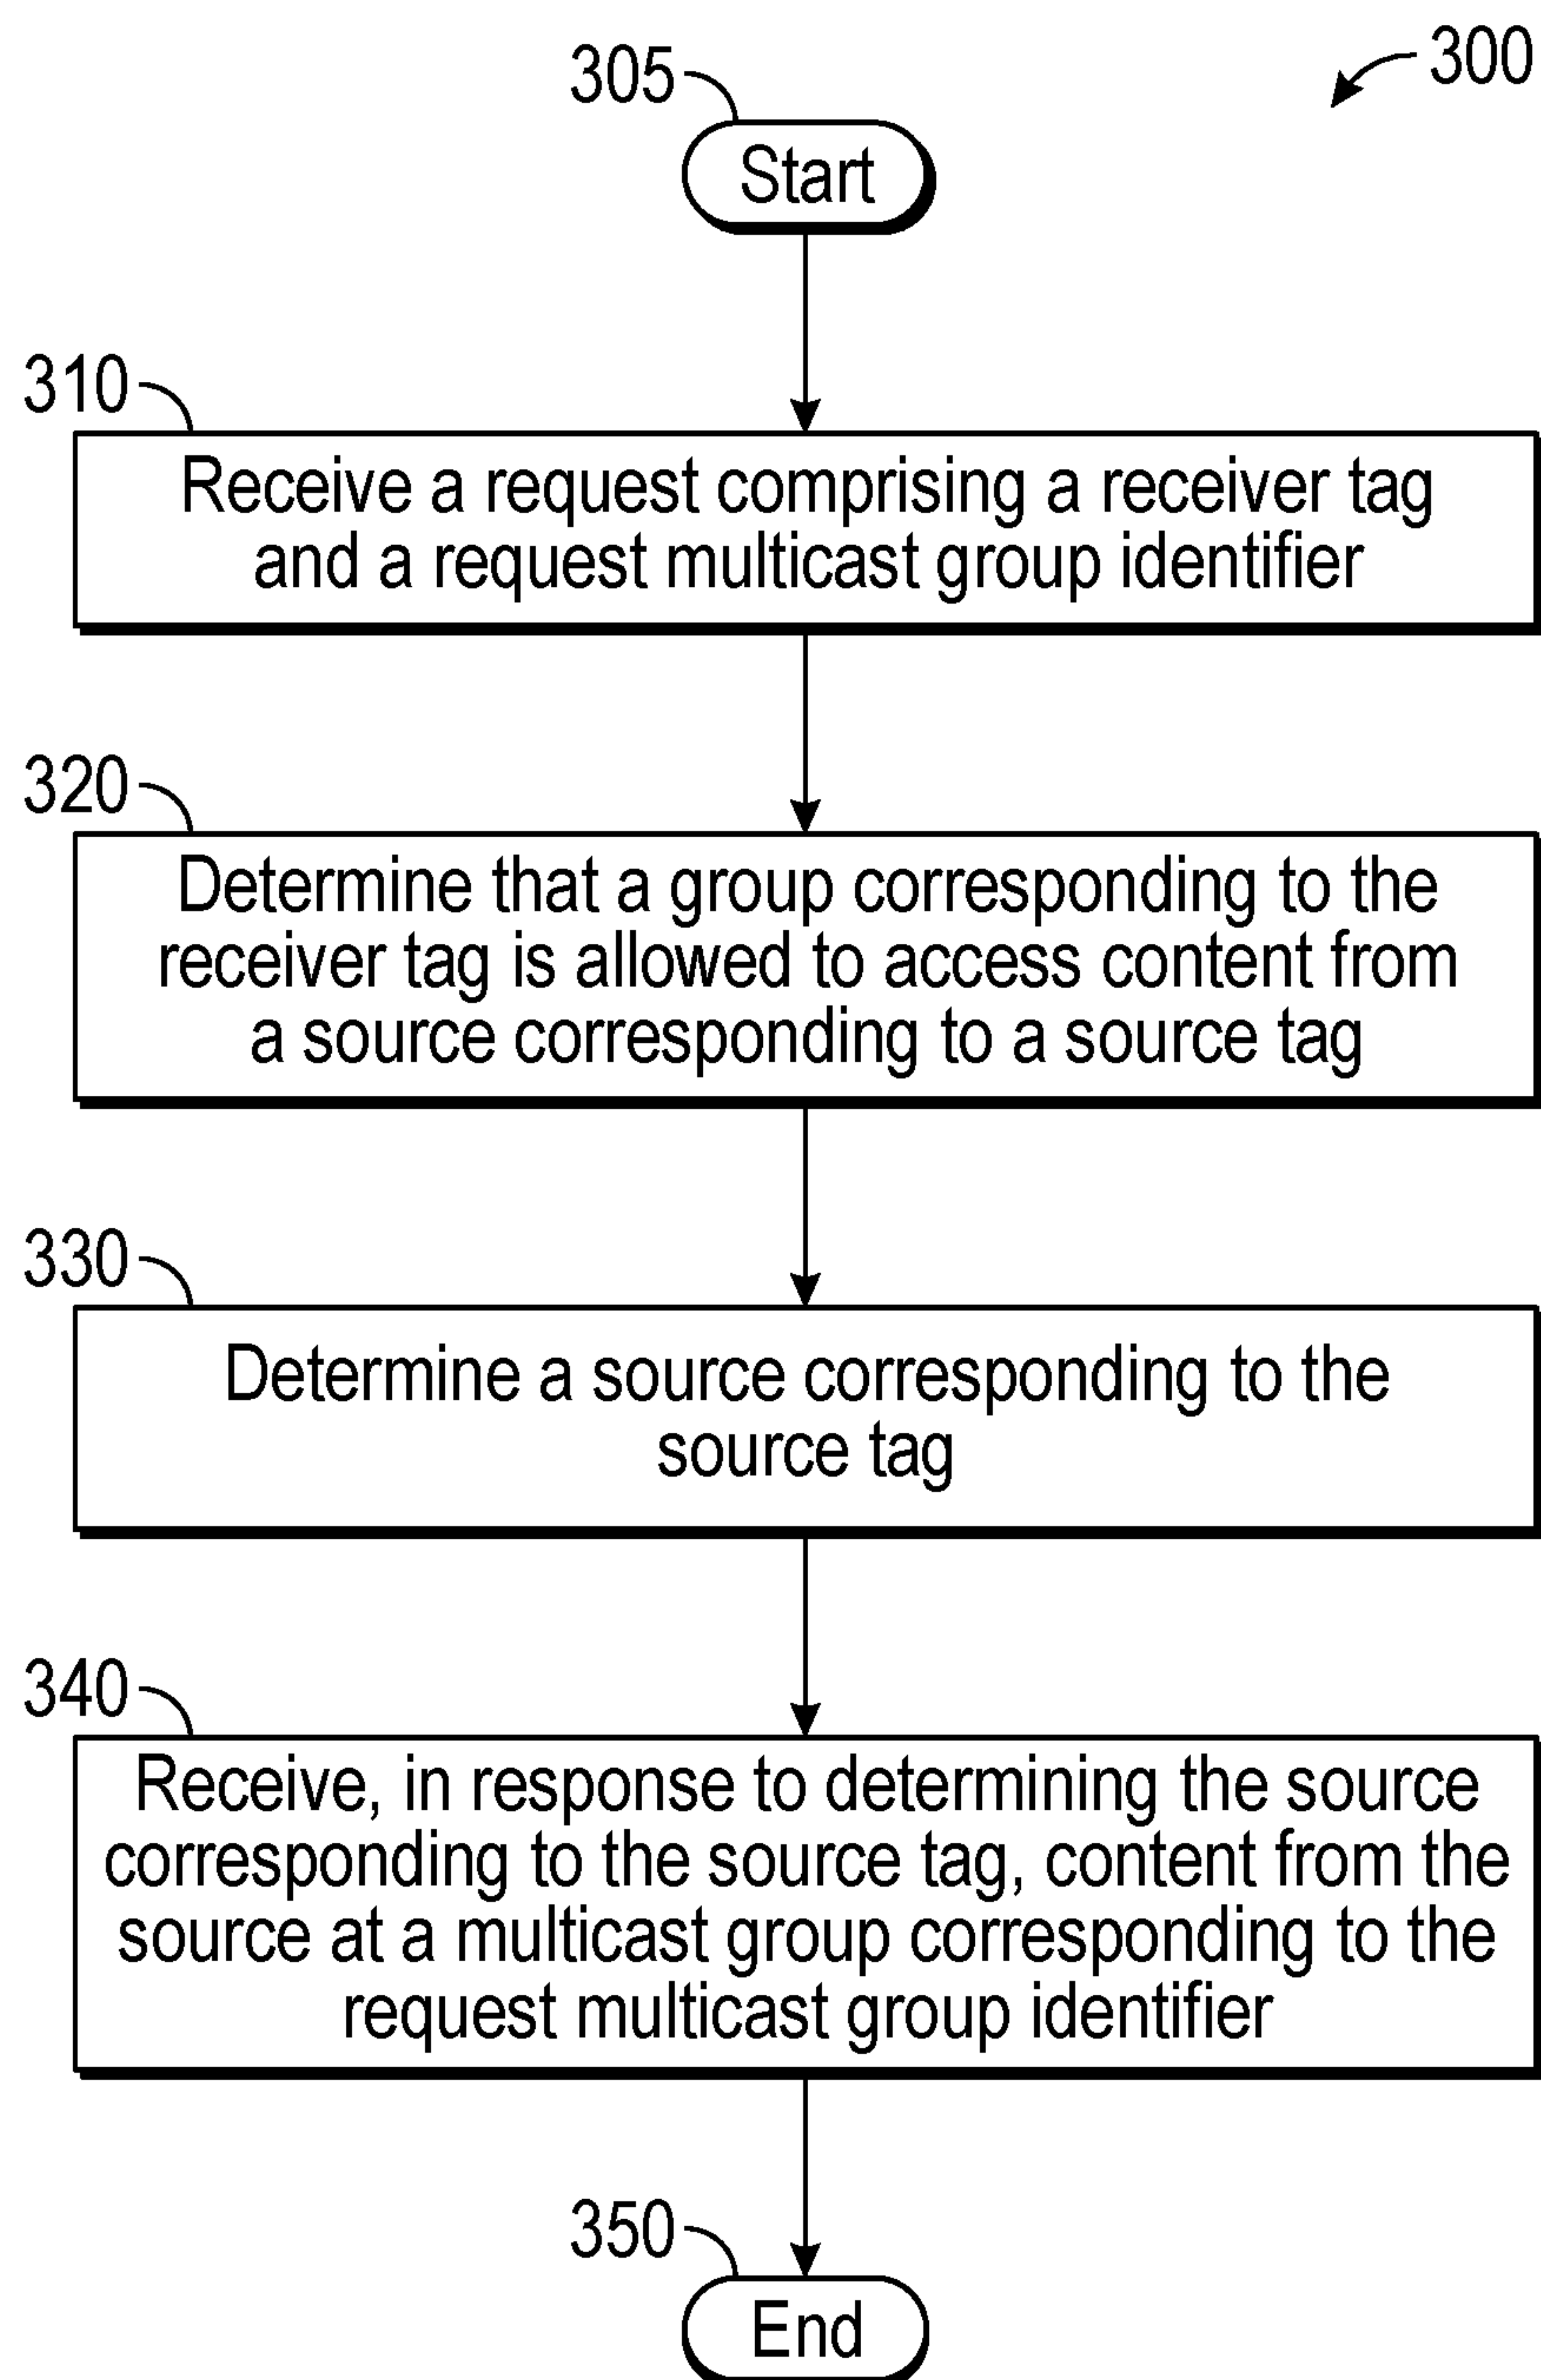 300
305
Start
310
Receive a request comprising a receiver tag
and a request multicast group identifier
320
Determine that a group corresponding to the
receiver tag is allowed to access content from
a source corresponding to a source tag
330
Determine a source corresponding to the
source tag
340
Receive, in response to determining the source
corresponding to the source tag, content from the
source at a multicast group corresponding to the
request multicast group identifier
350
End